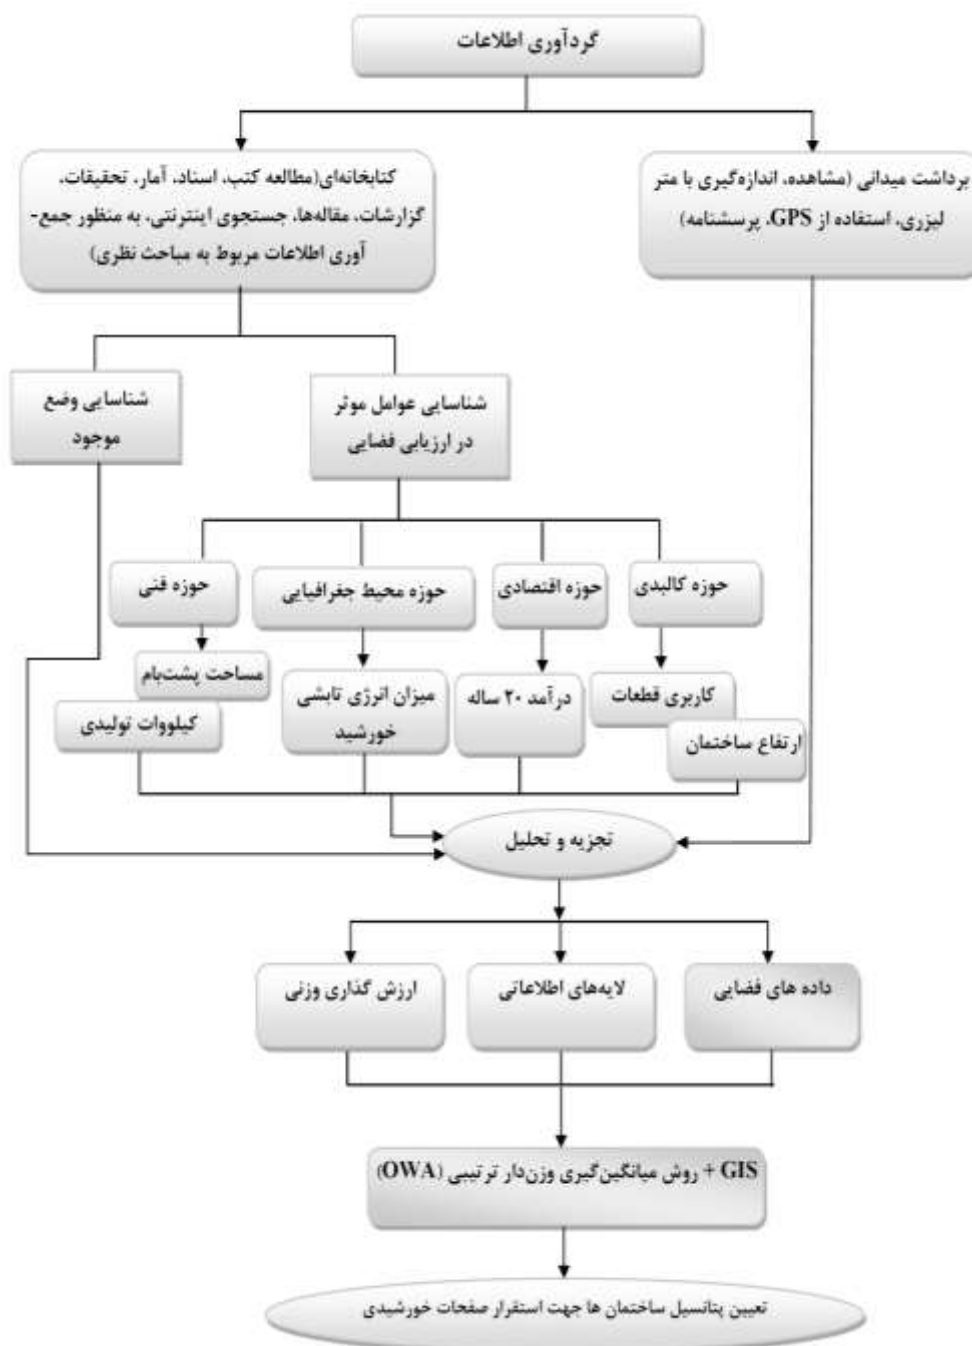 گردآوری اطلاعات
برداشت میدانی (مشاهده، اندازه‌گیری با متر
لیزری، استفاده از GPS، پرسشنامه)
کتابخانه‌ای(مطالعه کتب، اسناد، آمار، تحقیقات،
گزارشات، مقاله‌ها، جستجوی اینترنتی، به منظور جمع-
آوری اطلاعات مربوط به مباحث نظری)
شناسایی عوامل موثر
در ارزیابی فضایی
شناسایی وضع
موجود
حوزه کالبدی
حوزه اقتصادی
حوزه محیط جغرافیایی
حوزه فنی
کاربری قطعات
ارتفاع ساختمان
درآمد ۲۰ ساله
میزان انرژی تابشی
خورشید
مساحت پشت‌بام
کیلووات تولیدی
تجزیه و تحلیل
داده های فضایی
لایه‌های اطلاعاتی
ارزش گذاری وزنی
GIS + روش میانگین‌گیری وزن‌دار ترتیبی (OWA)
تعیین پتانسیل ساختمان ها جهت استقرار صفحات خورشیدی